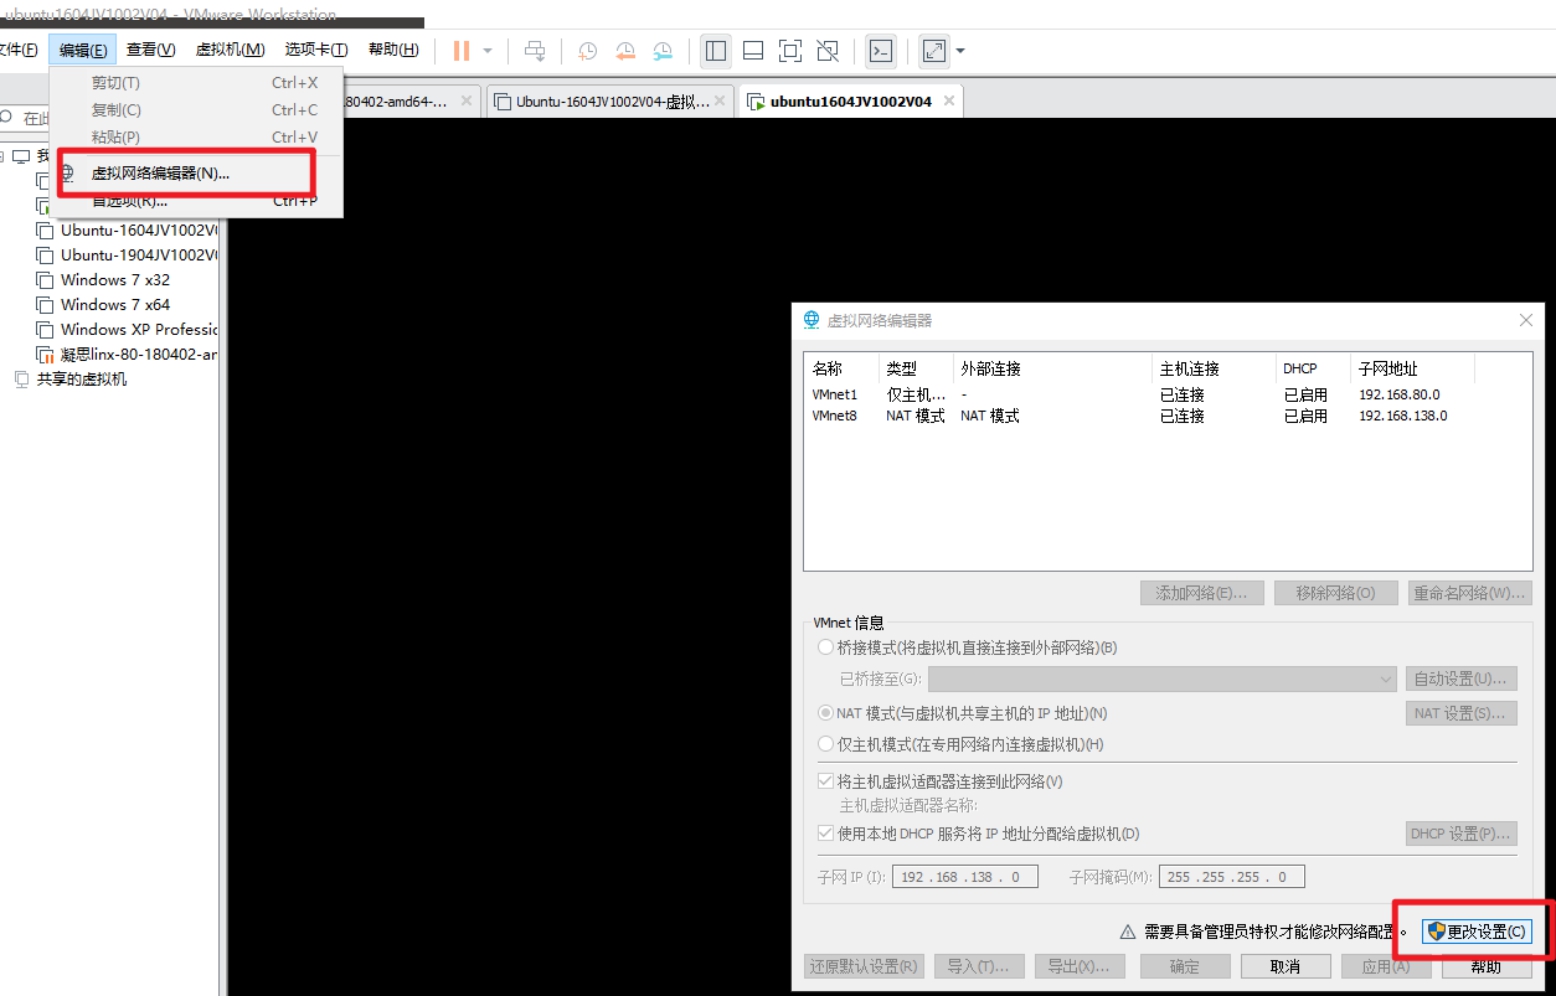 ubuntu1604JV1002V04 - VMware Workstation
文件(F) 编辑(E) 查看(V) 虚拟机(M) 选项卡(T) 帮助(H)
剪切(T) Ctrl+X
复制(C) Ctrl+C
粘贴(P) Ctrl+V
虚拟网络编辑器(N)...
首选项(R)... Ctrl+P
180402-amd64-...
Ubuntu-1604JV1002V04-虚拟...
ubuntu1604JV1002V04
在此
我
Ubuntu-1604JV1002V
Ubuntu-1904JV1002V
Windows 7 x32
Windows 7 x64
Windows XP Professio
凝思linx-80-180402-am
共享的虚拟机
虚拟网络编辑器
名称 类型 外部连接 主机连接 DHCP 子网地址
VMnet1 仅主机... - 已连接 已启用 192.168.80.0
VMnet8 NAT 模式 NAT 模式 已连接 已启用 192.168.138.0
添加网络(E)... 移除网络(O) 重命名网络(W)...
VMnet 信息
桥接模式(将虚拟机直接连接到外部网络)(B)
已桥接至(G): 自动设置(U)...
NAT 模式(与虚拟机共享主机的 IP 地址)(N) NAT 设置(S)...
仅主机模式(在专用网络内连接虚拟机)(H)
将主机虚拟适配器连接到此网络(V)
主机虚拟适配器名称:
使用本地 DHCP 服务将 IP 地址分配给虚拟机(D) DHCP 设置(P)...
子网 IP (I): 192 . 168 . 138 . 0 子网掩码(M): 255 . 255 . 255 . 0
需要具备管理员特权才能修改网络配置。 更改设置(C)
还原默认设置(R) 导入(T)... 导出(X)... 确定 取消 应用(A) 帮助